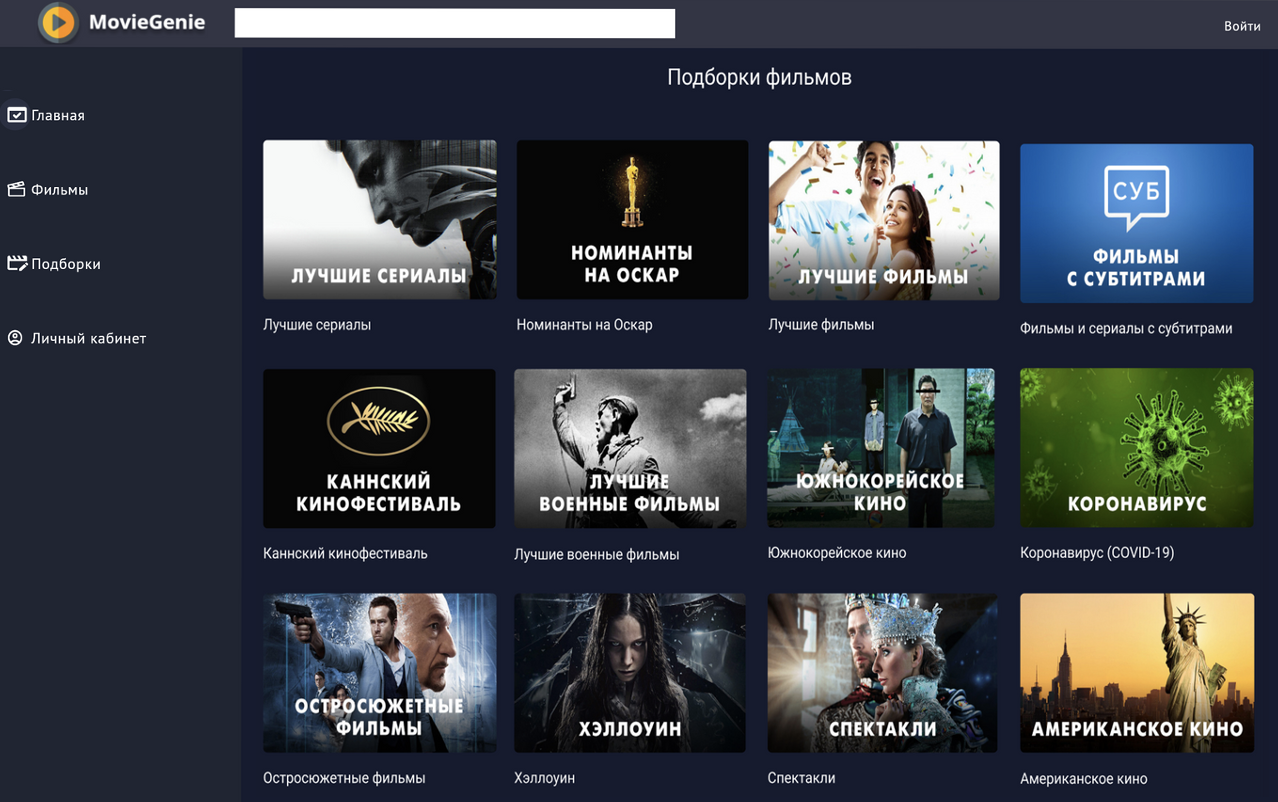 MovieGenie
Войти
Главная
Фильмы
Подборки
Личный кабинет
Подборки фильмов
ЛУЧШИЕ СЕРИАЛЫ
Лучшие сериалы
НОМИНАНТЫ
НА ОСКАР
Номинанты на Оскар
ЛУЧШИЕ ФИЛЬМЫ
Лучшие фильмы
СУБ
ФИЛЬМЫ
С СУБТИТРАМИ
Фильмы и сериалы с субтитрами
КАННСКИЙ
КИНОФЕСТИВАЛЬ
Каннский кинофестиваль
ЛУЧШИЕ
ВОЕННЫЕ ФИЛЬМЫ
Лучшие военные фильмы
ЮЖНОКОРЕЙСКОЕ
КИНО
Южнокорейское кино
КОРОНАВИРУС
Коронавирус (COVID-19)
ОСТРОСЮЖЕТНЫЕ
ФИЛЬМЫ
Остросюжетные фильмы
ХЭЛЛОУИН
Хэллоуин
СПЕКТАКЛИ
Спектакли
АМЕРИКАНСКОЕ КИНО
Американское кино